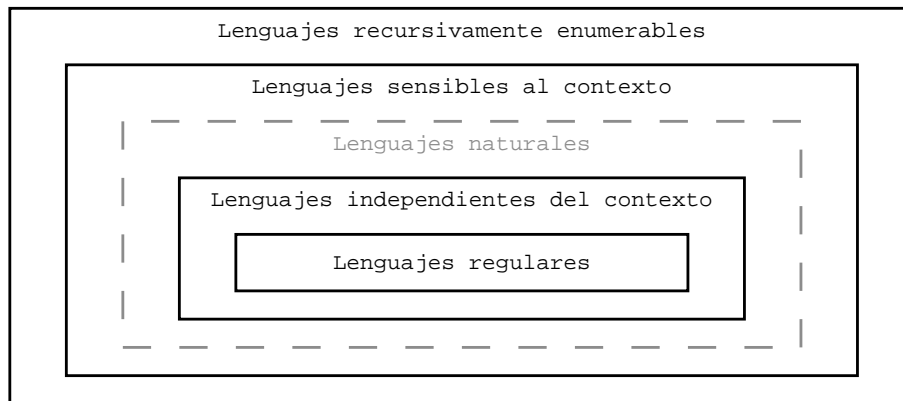 Lenguajes recursivamente enumerables
Lenguajes sensibles al contexto
Lenguajes naturales
Lenguajes independientes del contexto
Lenguajes regulares